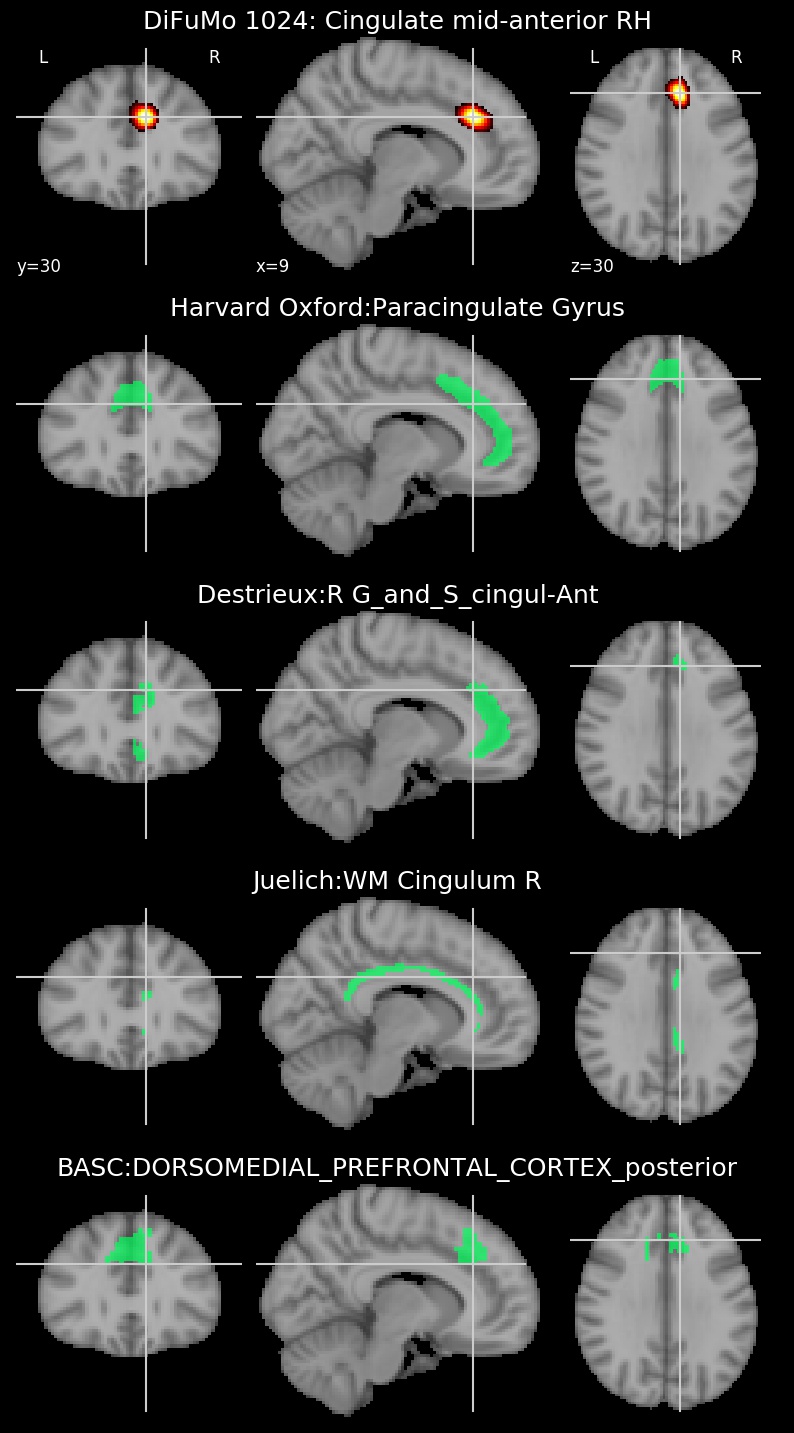 DiFuMo 1024: Cingulate mid-anterior RH
L R L R
y=30 x=9 z=30
Harvard Oxford:Paracingulate Gyrus
Destrieux:R G_and_S_cingul-Ant
Juelich:WM Cingulum R
BASC:DORSOMEDIAL_PREFRONTAL_CORTEX_posterior